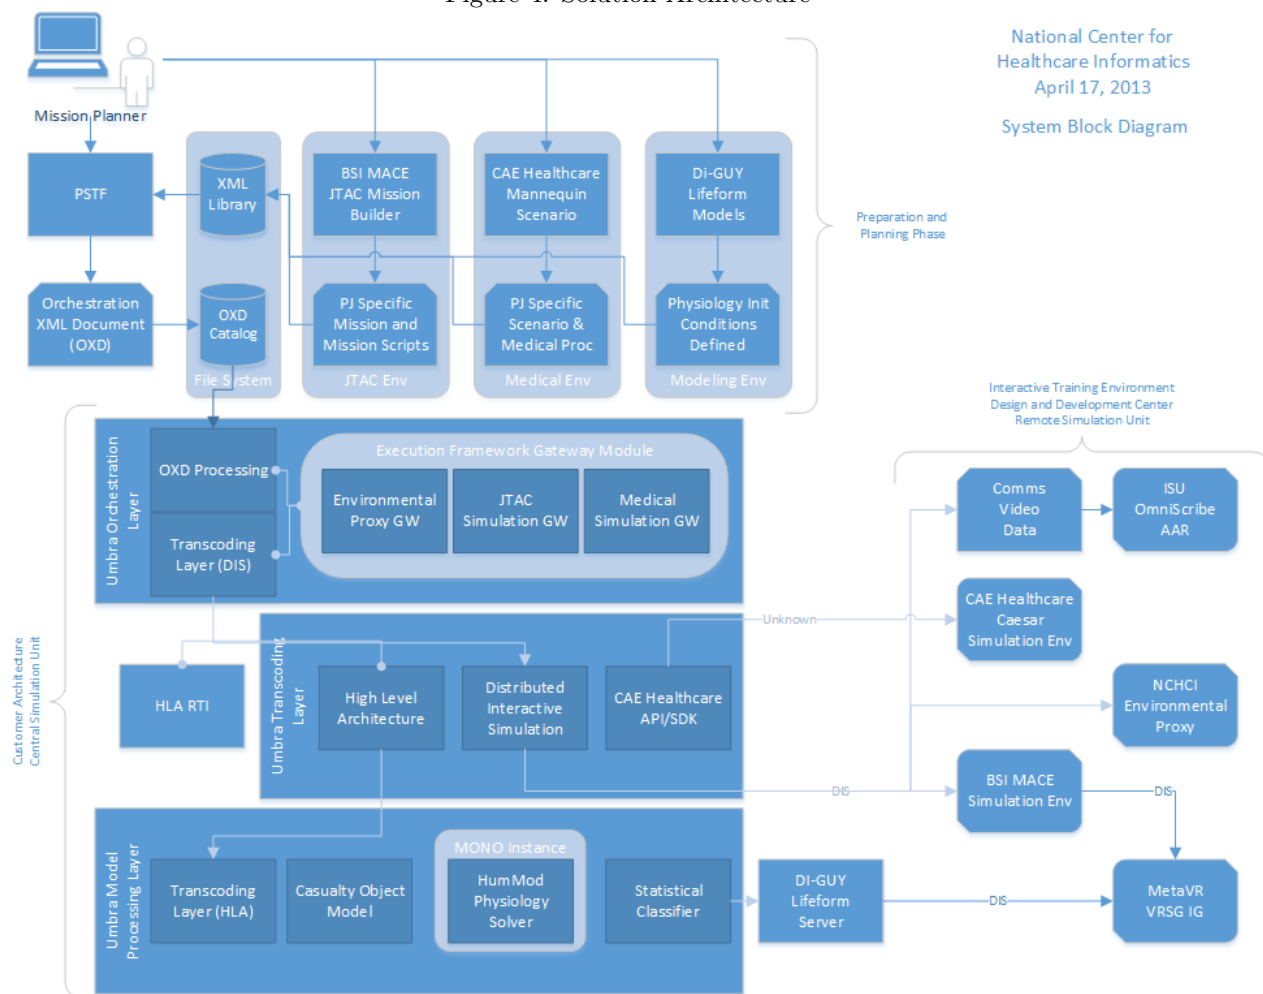 Figure 4: Solution Architecture
National Center for
Healthcare Informatics
April 17, 2013
System Block Diagram
Mission Planner
PSTF
XML
Library
BSI MACE
JTAC Mission
Builder
CAE Healthcare
Mannequin
Scenario
Di-GUY
Lifeform
Models
Preparation and
Planning Phase
Orchestration
XML Document
(OXD)
OXD
Catalog
PJ Specific
Mission and
Mission Scripts
PJ Specific
Scenario &
Medical Proc
Physiology Init
Conditions
Defined
File System
JTAC Env
Medical Env
Modeling Env
Interactive Training Environment
Design and Development Center
Remote Simulation Unit
Customer Architecture
Central Simulation Unit
Umbra Orchestration
Layer
OXD Processing
Transcoding
Layer (DIS)
Execution Framework Gateway Module
Environmental
Proxy GW
JTAC
Simulation GW
Medical
Simulation GW
Comms
Video
Data
ISU
OmniScribe
AAR
HLA RTI
Umbra Transcoding
Layer
High Level
Architecture
Distributed
Interactive
Simulation
CAE Healthcare
API/SDK
Unknown
CAE Healthcare
Caesar
Simulation Env
NCHCI
Environmental
Proxy
DIS
BSI MACE
Simulation Env
DIS
Umbra Model
Processing Layer
Transcoding
Layer (HLA)
Casualty Object
Model
MONO Instance
HumMod
Physiology
Solver
Statistical
Classifier
DI-GUY
Lifeform
Server
DIS
MetaVR
VRSG IG